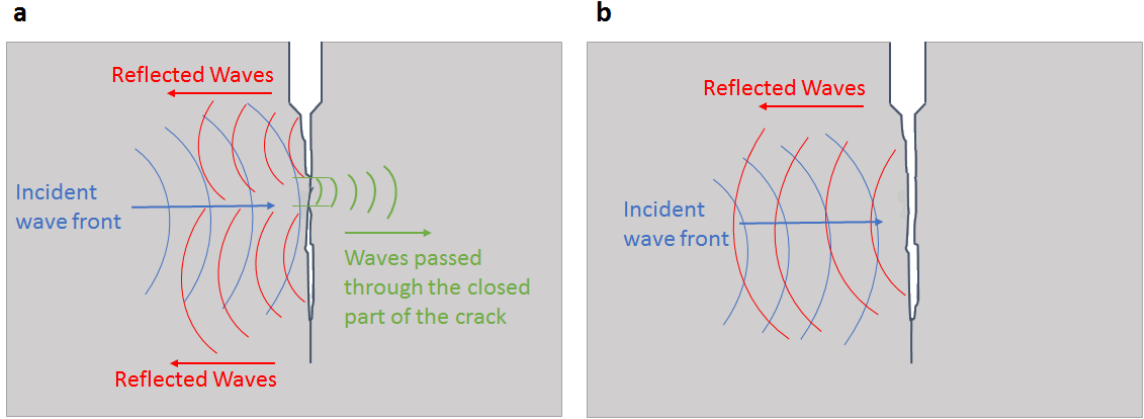 a
Reflected Waves
Incident
wave front
Waves passed
through the closed
part of the crack
Reflected Waves
b
Reflected Waves
Incident
wave front